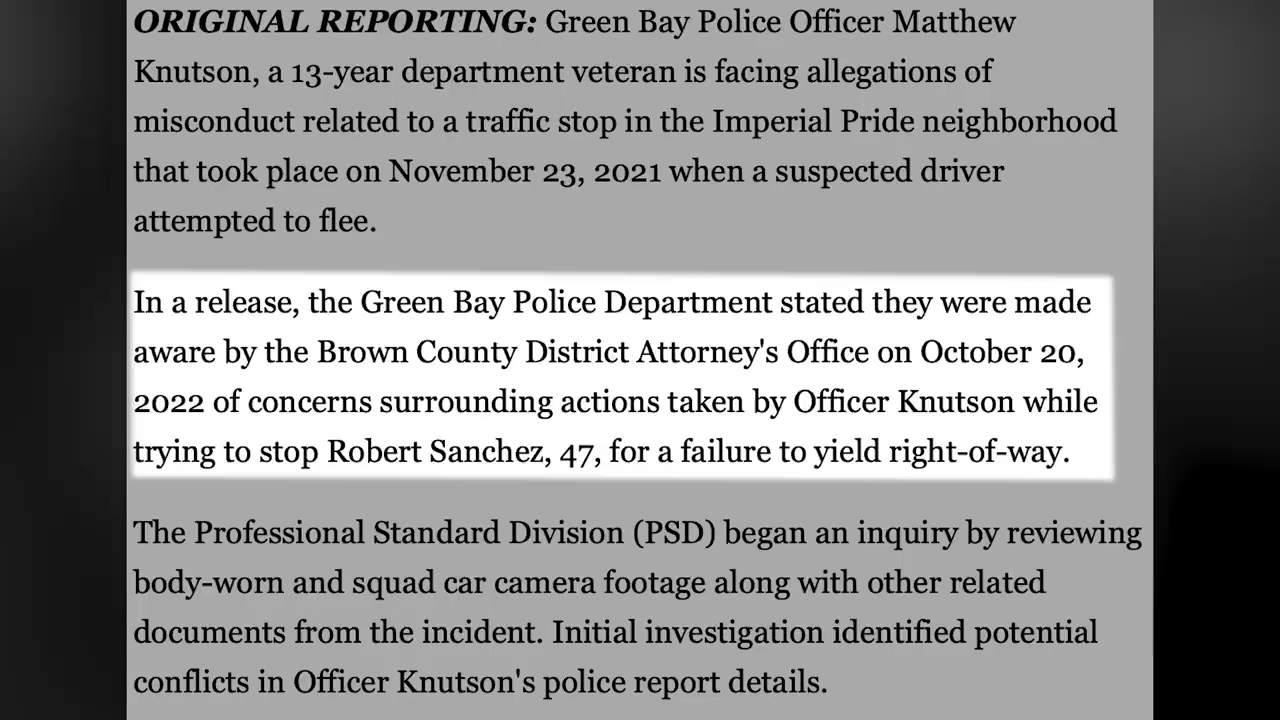 ORIGINAL REPORTING: Green Bay Police Officer Matthew
Knutson, a 13-year department veteran is facing allegations of
misconduct related to a traffic stop in the Imperial Pride neighborhood
that took place on November 23, 2021 when a suspected driver
attempted to flee.
In a release, the Green Bay Police Department stated they were made
aware by the Brown County District Attorney's Office on October 20,
2022 of concerns surrounding actions taken by Officer Knutson while
trying to stop Robert Sanchez, 47, for a failure to yield right-of-way.
The Professional Standard Division (PSD) began an inquiry by reviewing
body-worn and squad car camera footage along with other related
documents from the incident. Initial investigation identified potential
conflicts in Officer Knutson's police report details.